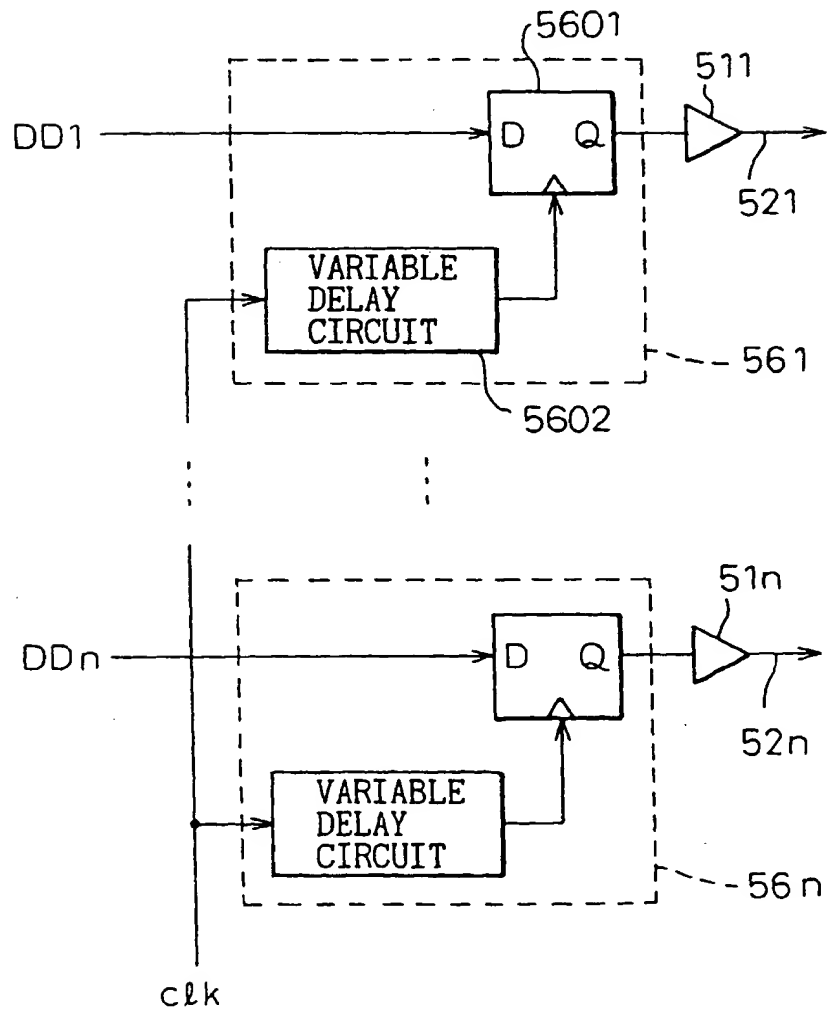 5601
511
DD1
D Q
521
VARIABLE
DELAY
CIRCUIT
561
5602
51n
DDn
D Q
52n
VARIABLE
DELAY
CIRCUIT
56n
clk